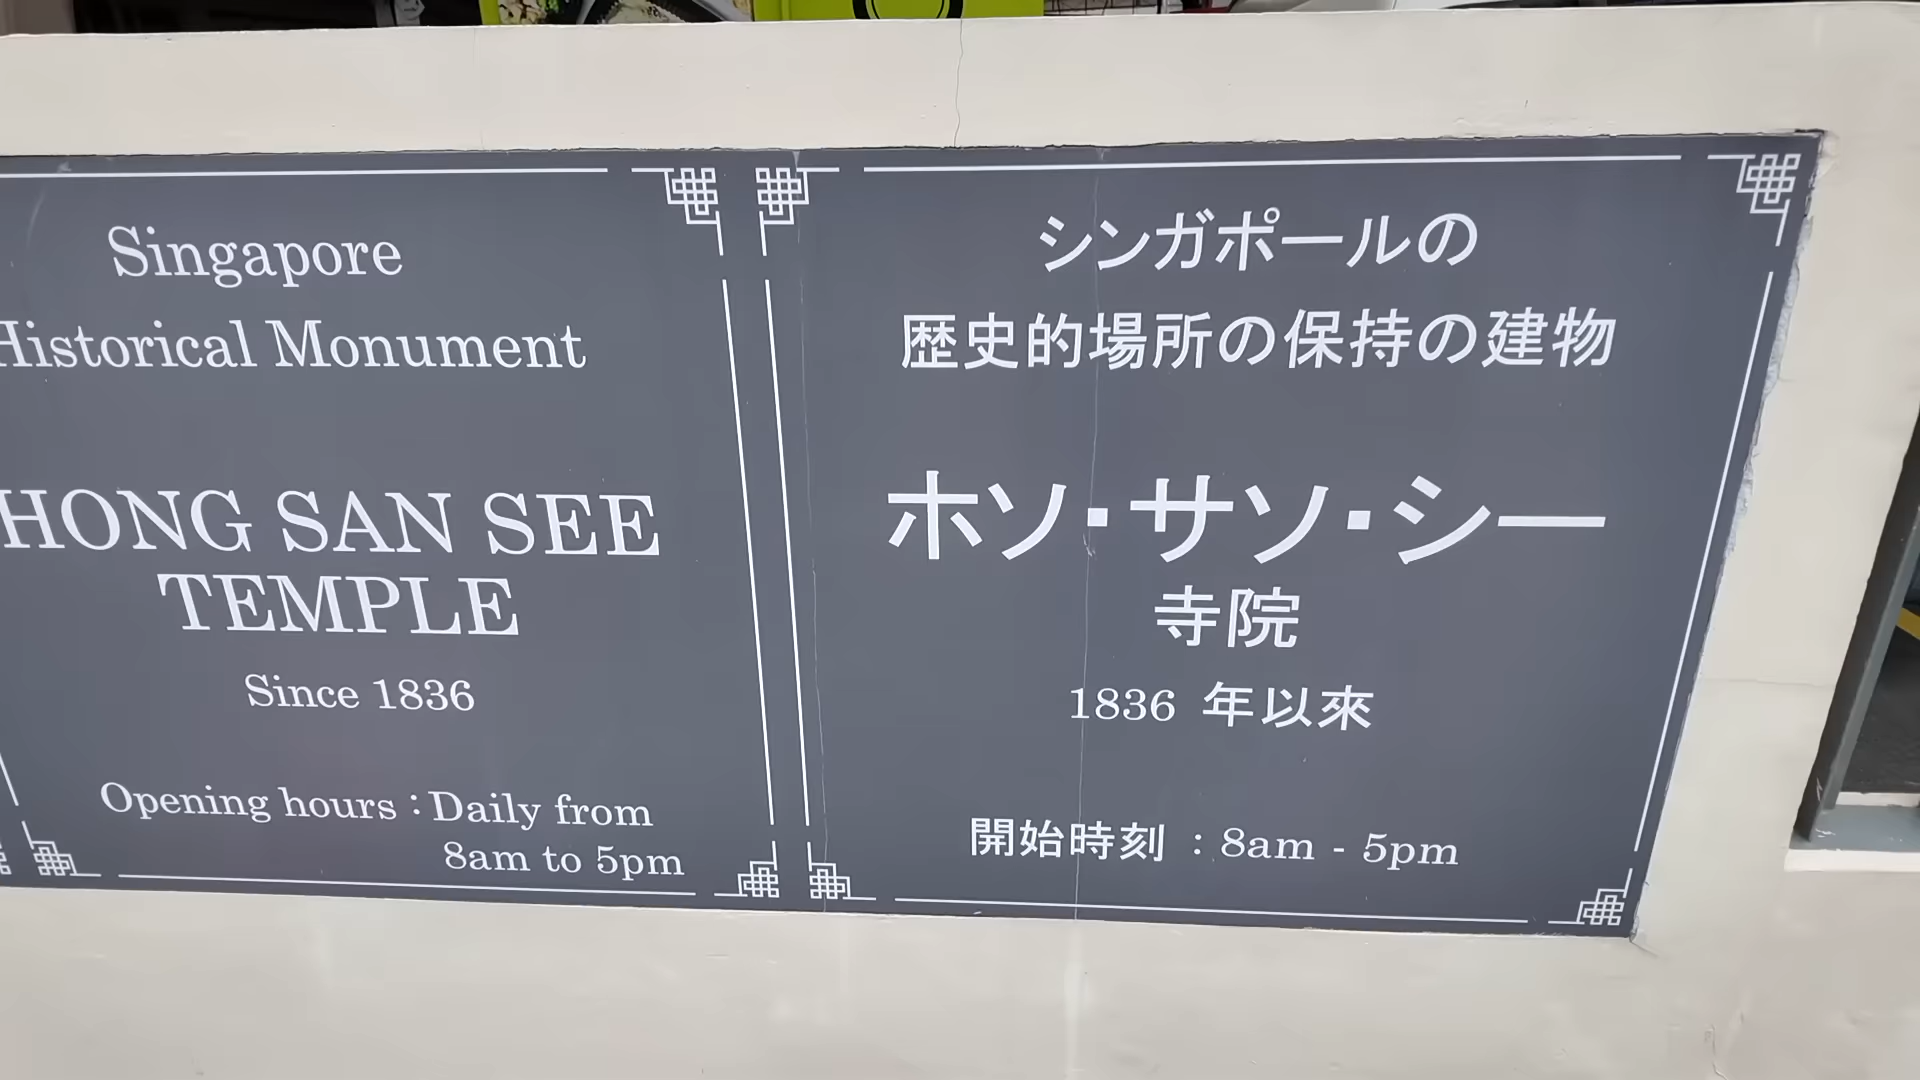 Singapore
Historical Monument
HONG SAN SEE
TEMPLE
Since 1836
Opening hours : Daily from
8am to 5pm
シンガポールの
歴史的場所の保持の建物
ホソ・サソ・シー
寺院
1836 年以來
開始時刻 : 8am - 5pm